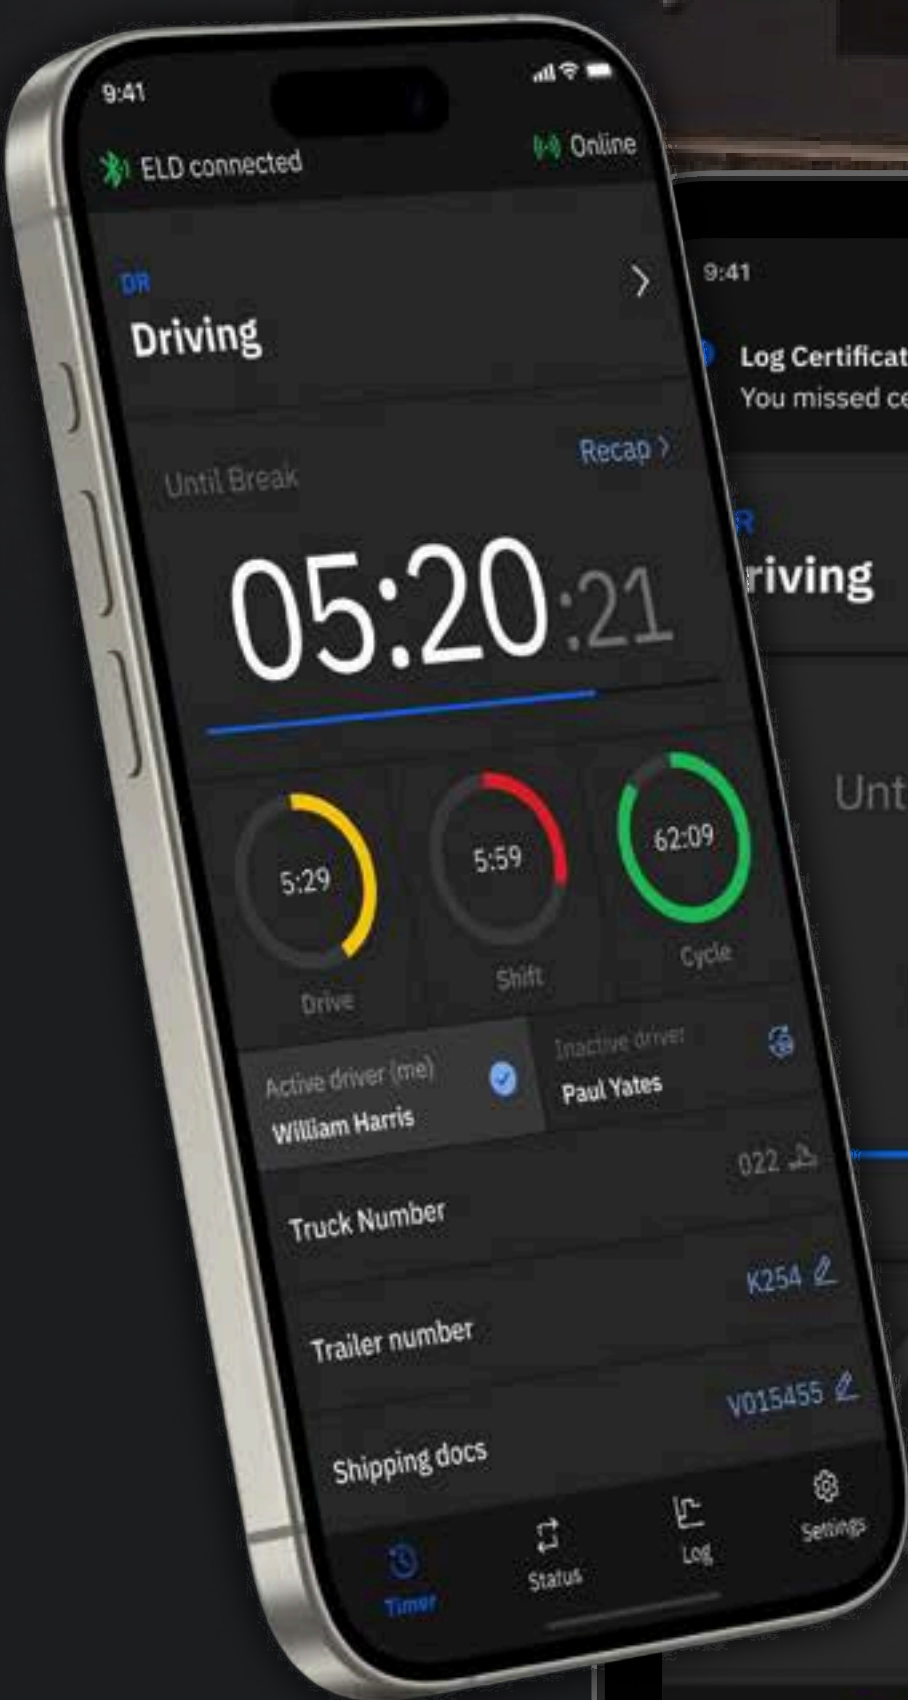 9:41
ELD connected
Online
DR
Driving
Until Break
Recap >
05:20:21
5:29
5:59
62:09
Drive
Shift
Cycle
Active driver (me)
William Harris
Inactive driver
Paul Yates
Truck Number
022
Trailer number
K254
Shipping docs
V015455
Timer
Status
Log
Settings
9:41
Log Certificat
You missed ce
R
riving
Unt